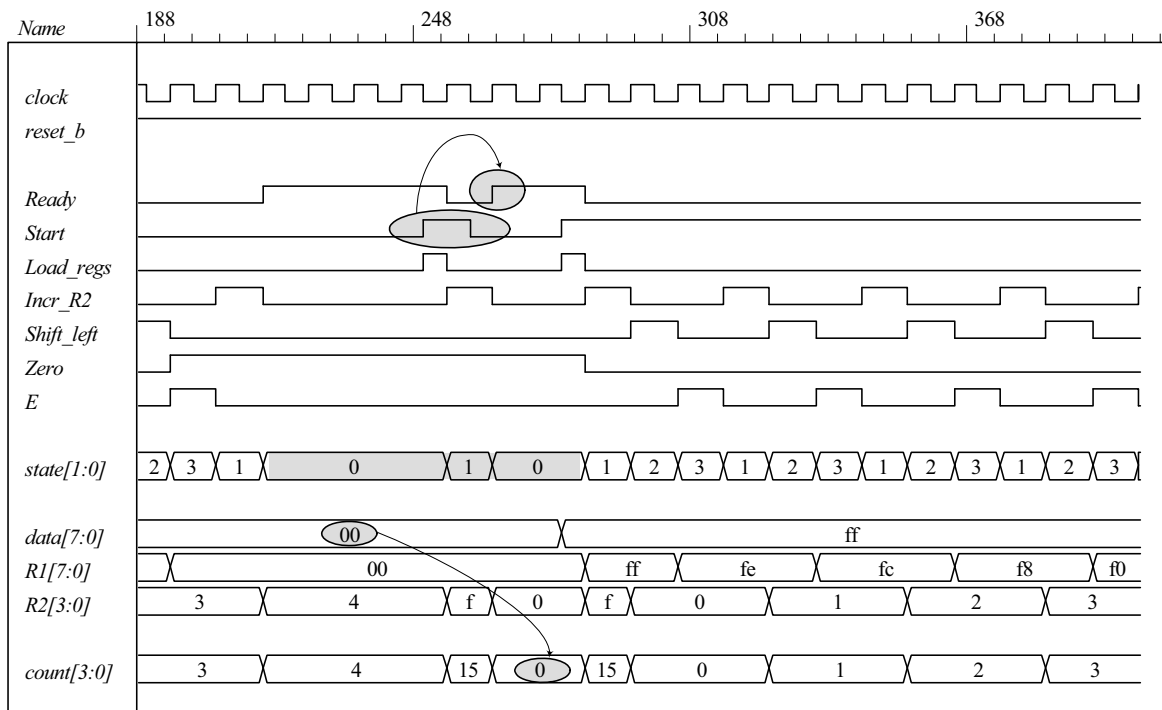 Name 188 248 308 368
clock
reset_b
Ready
Start
Load_regs
Incr_R2
Shift_left
Zero
E
state[1:0] 2 3 1 0 1 0 1 2 3 1 2 3 1 2 3 1 2 3
data[7:0] 00 ff
R1[7:0] 00 ff fe fc f8 f0
R2[3:0] 3 4 f 0 f 0 1 2 3
count[3:0] 3 4 15 0 15 0 1 2 3